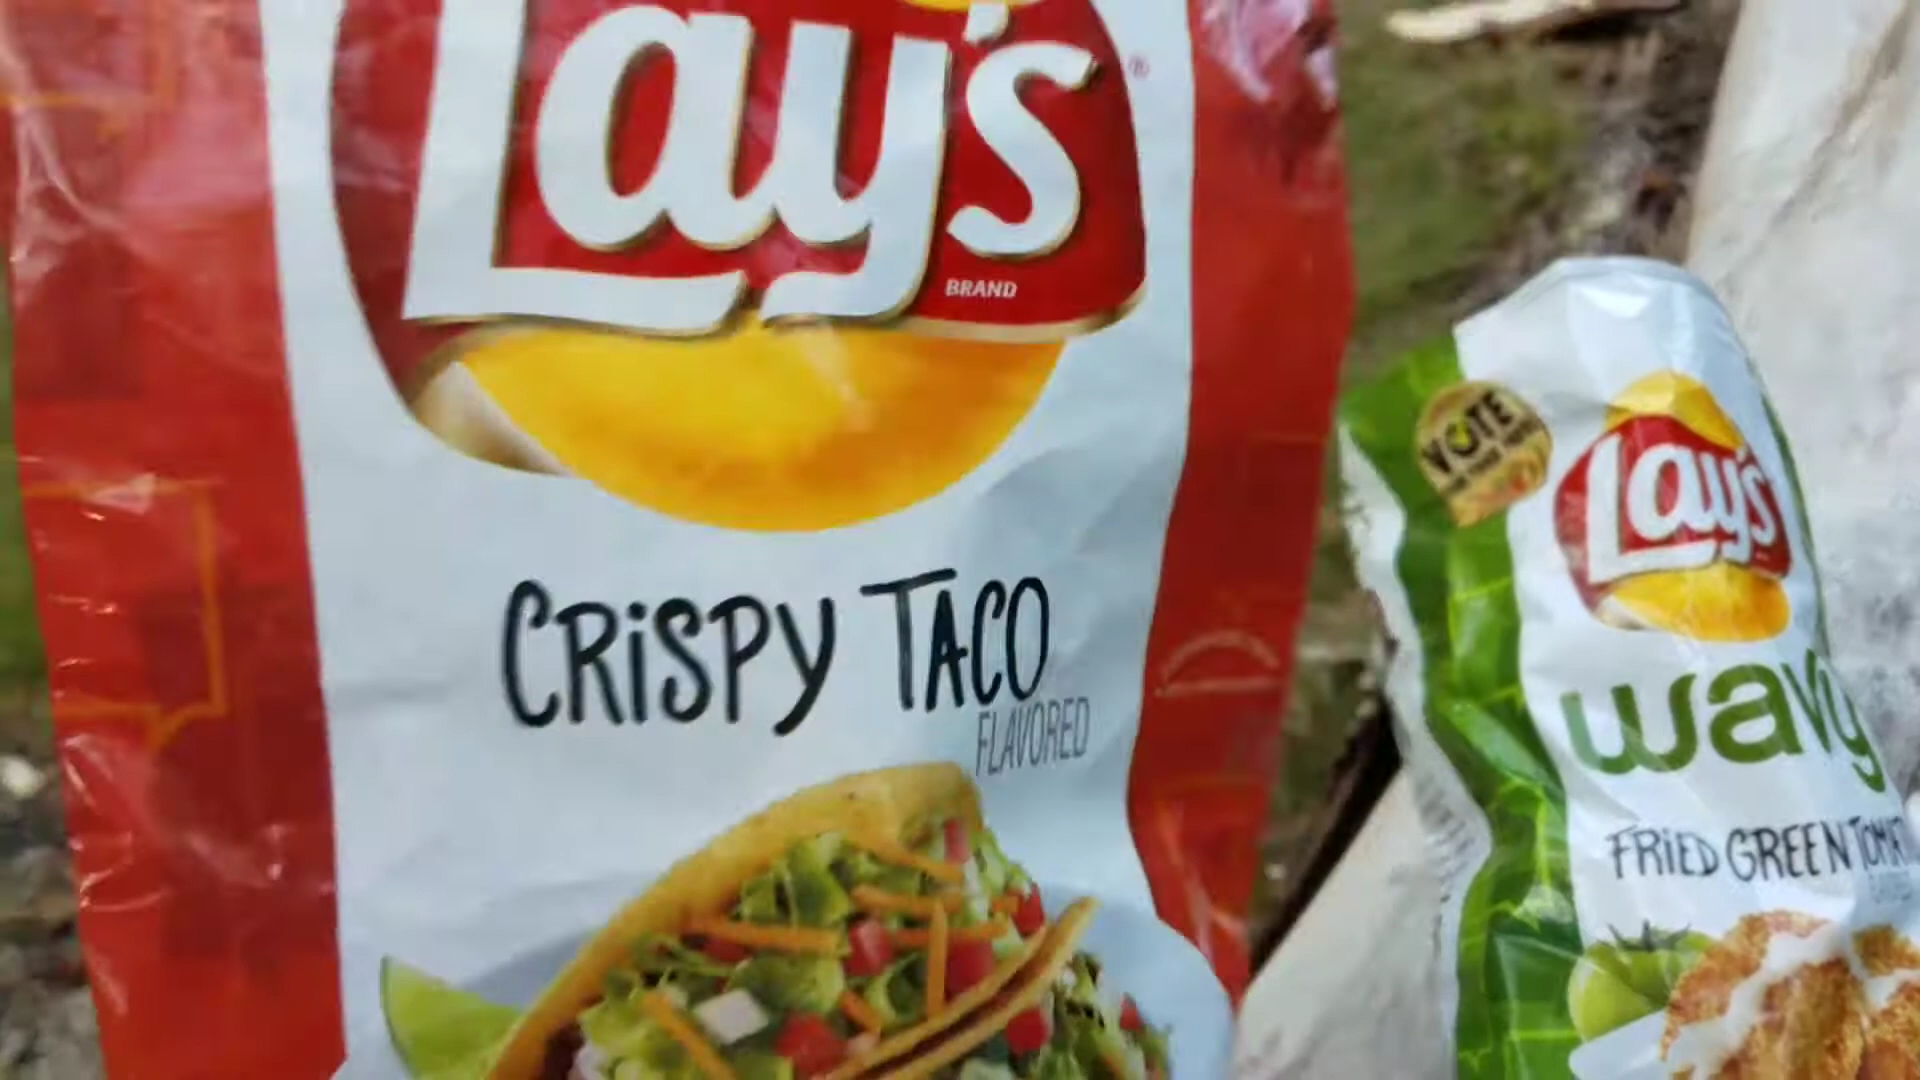 Lay's
®
BRAND
CRiSPY TACO
FLAVORED
VOTE
Lay's
wavy
FRiED GREEN